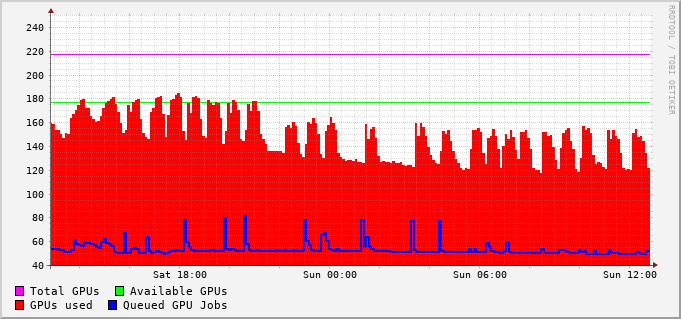 RRDTOOL / TOBI OETIKER
240
220
200
180
160
140
120
100
80
60
40
Sat 18:00 Sun 00:00 Sun 06:00 Sun 12:00
Total GPUs Available GPUs
GPUs used Queued GPU Jobs